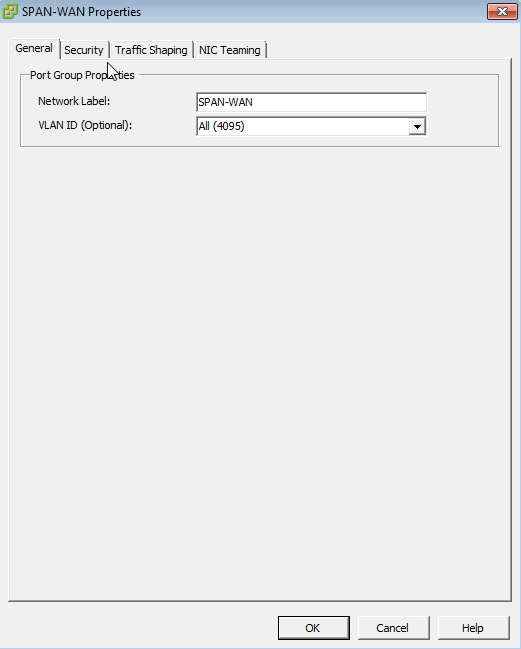 SPAN-WAN Properties
General Security Traffic Shaping NIC Teaming
Port Group Properties
Network Label: SPAN-WAN
VLAN ID (Optional): All (4095)
OK Cancel Help